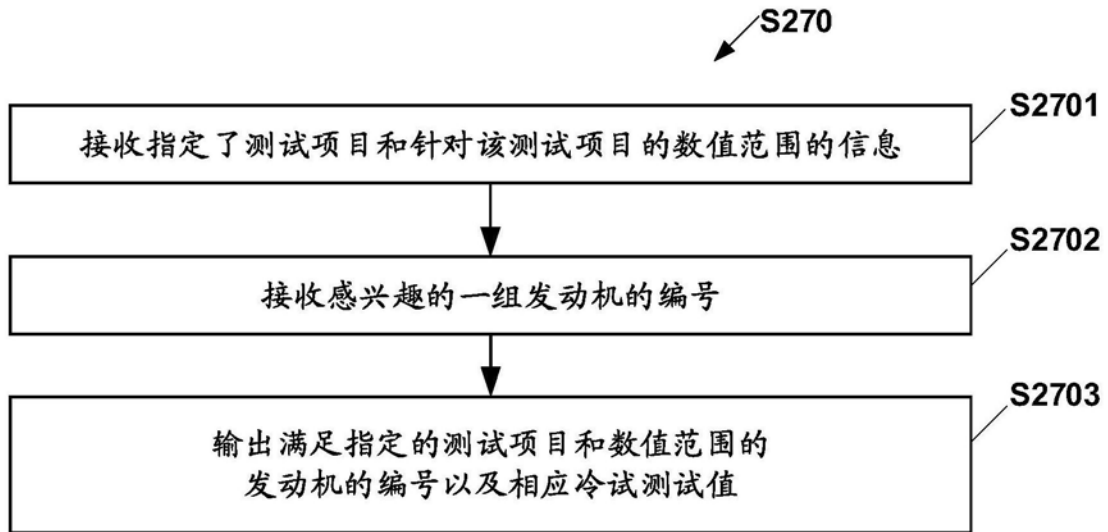 S270
S2701
接收指定了测试项目和针对该测试项目的数值范围的信息
S2702
接收感兴趣的一组发动机的编号
S2703
输出满足指定的测试项目和数值范围的
发动机的编号以及相应冷试测试值